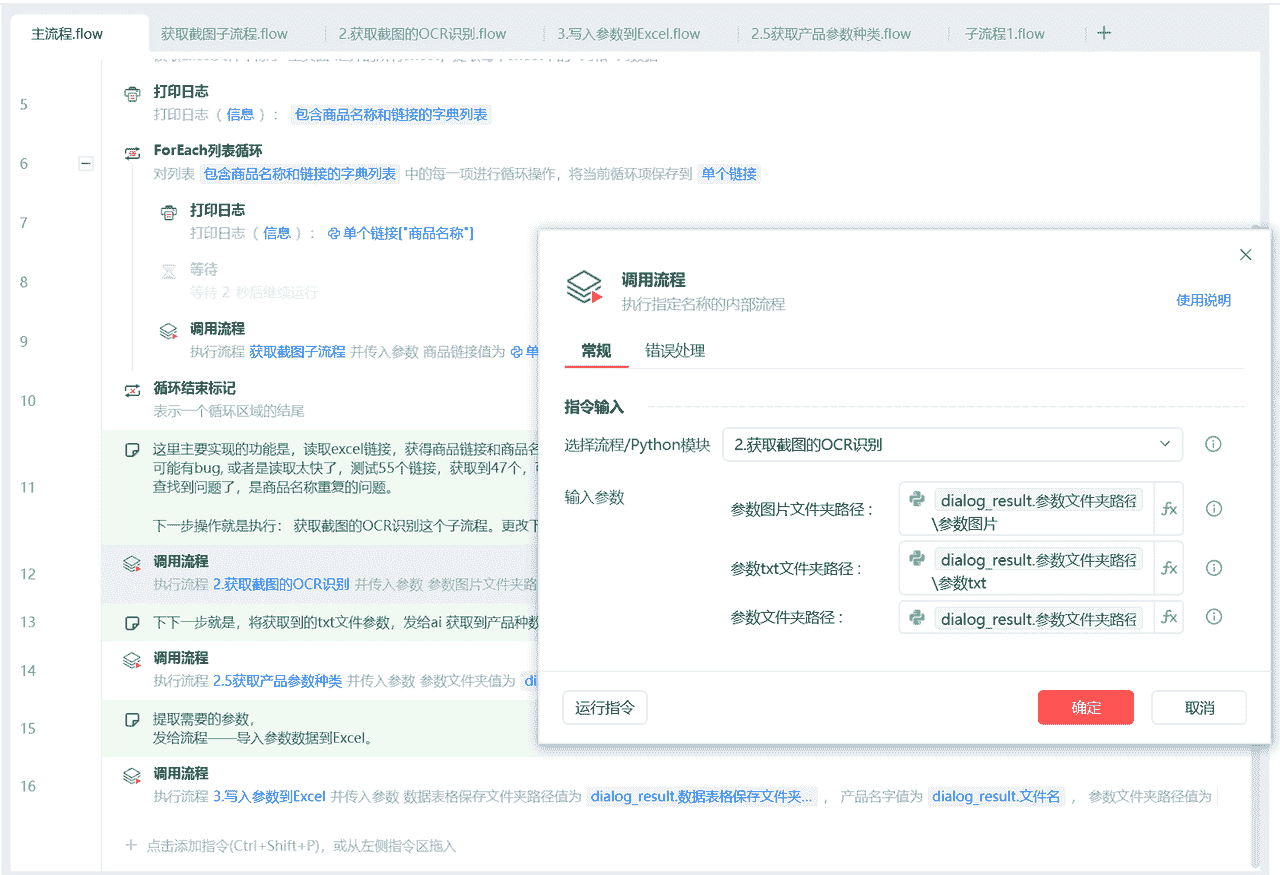 主流程.flow
获取截图子流程.flow
2.获取截图的OCR识别.flow
3.写入参数到Excel.flow
2.5获取产品参数种类.flow
子流程1.flow
5
打印日志
打印日志（ 信息 ）： 包含商品名称和链接的字典列表
6
ForEach列表循环
对列表 包含商品名称和链接的字典列表 中的每一项进行循环操作，将当前循环项保存到 单个链接
7
打印日志
打印日志（ 信息 ）： 单个链接["商品名称"]
8
等待
等待 2 秒后继续运行
9
调用流程
执行流程 获取截图子流程 并传入参数 商品链接值为 单
10
循环结束标记
表示一个循环区域的结尾
11
这里主要实现的功能是，读取excel链接，获得商品链接和商品名
可能有bug, 或者是读取太快了，测试55个链接，获取到47个，
查找到问题了，是商品名称重复的问题。
下一步操作就是执行： 获取截图的OCR识别这个子流程。更改下
12
调用流程
执行流程 2.获取截图的OCR识别 并传入参数 参数图片文件夹路
13
下下一步就是，将获取到的txt文件参数，发给ai 获取到产品种数
14
调用流程
执行流程 2.5获取产品参数种类 并传入参数 参数文件夹值为 di
15
提取需要的参数，
发给流程——导入参数数据到Excel。
16
调用流程
执行流程 3.写入参数到Excel 并传入参数 数据表格保存文件夹路径值为 dialog_result.数据表格保存文件夹... ， 产品名字值为 dialog_result.文件名 ， 参数文件夹路径值为
点击添加指令(Ctrl+Shift+P)，或从左侧指令区拖入
调用流程
执行指定名称的内部流程
使用说明
常规
错误处理
指令输入
选择流程/Python模块
2.获取截图的OCR识别
输入参数
参数图片文件夹路径：
dialog_result.参数文件夹路径
\参数图片
fx
参数txt文件夹路径：
dialog_result.参数文件夹路径
\参数txt
fx
参数文件夹路径：
dialog_result.参数文件夹路径
fx
运行指令
确定
取消